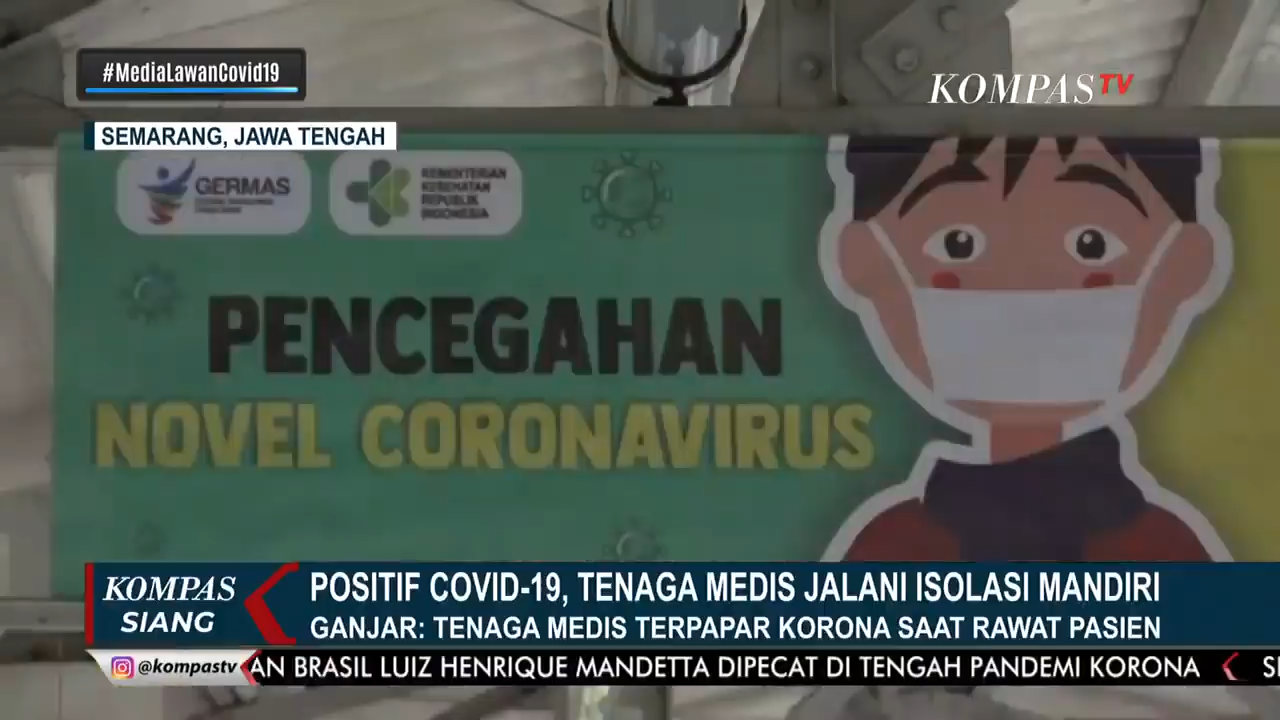 #MediaLawanCovid19
KOMPASTV
SEMARANG, JAWA TENGAH
GERMAS
KEMENTERIAN
KESEHATAN
REPUBLIK
INDONESIA
PENCEGAHAN
NOVEL CORONAVIRUS
KOMPAS
SIANG
POSITIF COVID-19, TENAGA MEDIS JALANI ISOLASI MANDIRI
GANJAR: TENAGA MEDIS TERPAPAR KORONA SAAT RAWAT PASIEN
@kompastv
AN BRASIL LUIZ HENRIQUE MANDETTA DIPECAT DI TENGAH PANDEMI KORONA